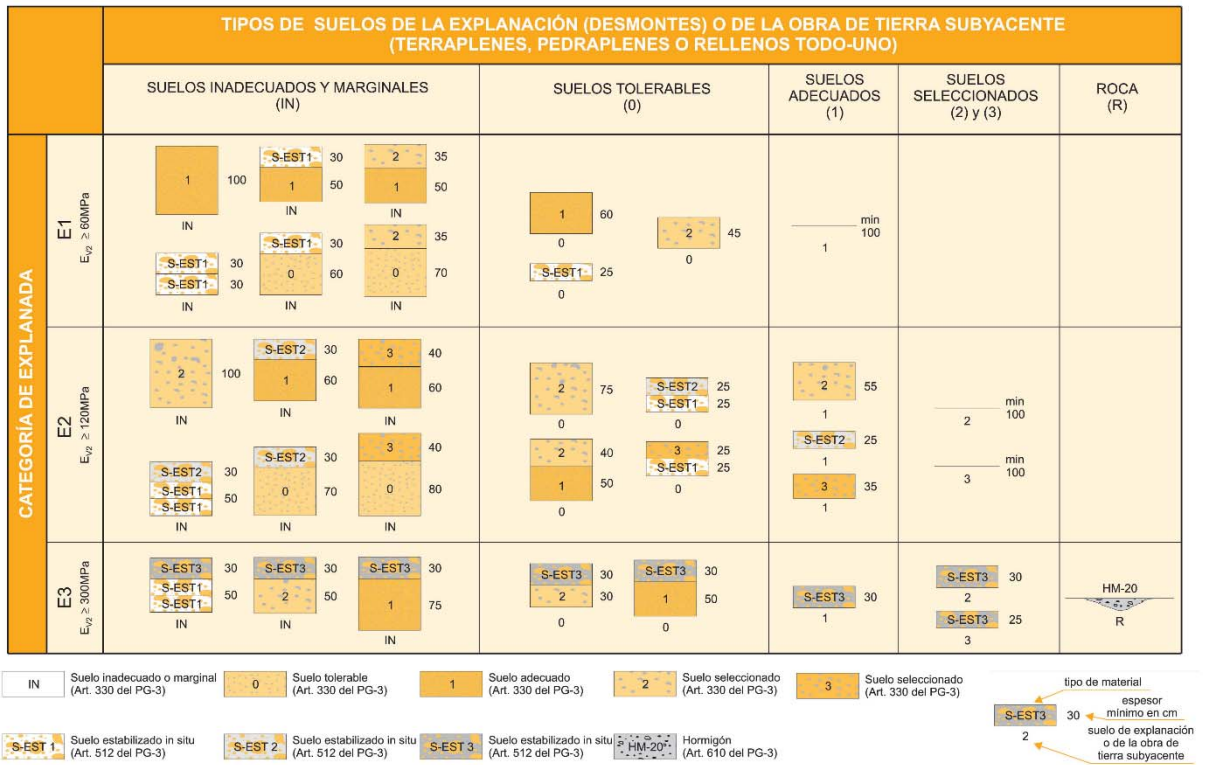 TIPOS DE SUELOS DE LA EXPLANACIÓN (DESMONTES) O DE LA OBRA DE TIERRA SUBYACENTE
(TERRAPLENES, PEDRAPLENES O RELLENOS TODO-UNO)
SUELOS INADECUADOS Y MARGINALES
(IN)
SUELOS TOLERABLES
(0)
SUELOS
ADECUADOS
(1)
SUELOS
SELECCIONADOS
(2) y (3)
ROCA
(R)
CATEGORÍA DE EXPLANADA
E1
EV2 ≥ 60MPa
1 100
IN
S-EST1 30
1 50
IN
2 35
1 50
IN
S-EST1 30
S-EST1 30
IN
S-EST1 30
0 60
IN
2 35
0 70
IN
1 60
0
2 45
0
S-EST1 25
0
min
100
1
E2
EV2 ≥ 120MPa
2 100
IN
S-EST2 30
1 60
IN
3 40
1 60
IN
S-EST2 30
S-EST1
S-EST1 50
IN
S-EST2 30
0 70
IN
3 40
0 80
IN
2 75
0
S-EST2 25
S-EST1 25
0
2 40
1 50
0
3 25
S-EST1 25
0
2 55
1
S-EST2 25
1
3 35
1
min
100
2
min
100
3
E3
EV2 ≥ 300MPa
S-EST3 30
S-EST1
S-EST1 50
IN
S-EST3 30
2 50
IN
S-EST3 30
1 75
IN
S-EST3 30
2 30
0
S-EST3 30
1 50
0
S-EST3 30
1
S-EST3 30
2
S-EST3 25
3
HM-20
R
IN Suelo inadecuado o marginal
(Art. 330 del PG-3)
0 Suelo tolerable
(Art. 330 del PG-3)
1 Suelo adecuado
(Art. 330 del PG-3)
2 Suelo seleccionado
(Art. 330 del PG-3)
3 Suelo seleccionado
(Art. 330 del PG-3)
S-EST 1 Suelo estabilizado in situ
(Art. 512 del PG-3)
S-EST 2 Suelo estabilizado in situ
(Art. 512 del PG-3)
S-EST 3 Suelo estabilizado in situ
(Art. 512 del PG-3)
HM-20 Hormigón
(Art. 610 del PG-3)
tipo de material
S-EST3 30
espesor
mínimo en cm
2
suelo de explanación
o de la obra de
tierra subyacente